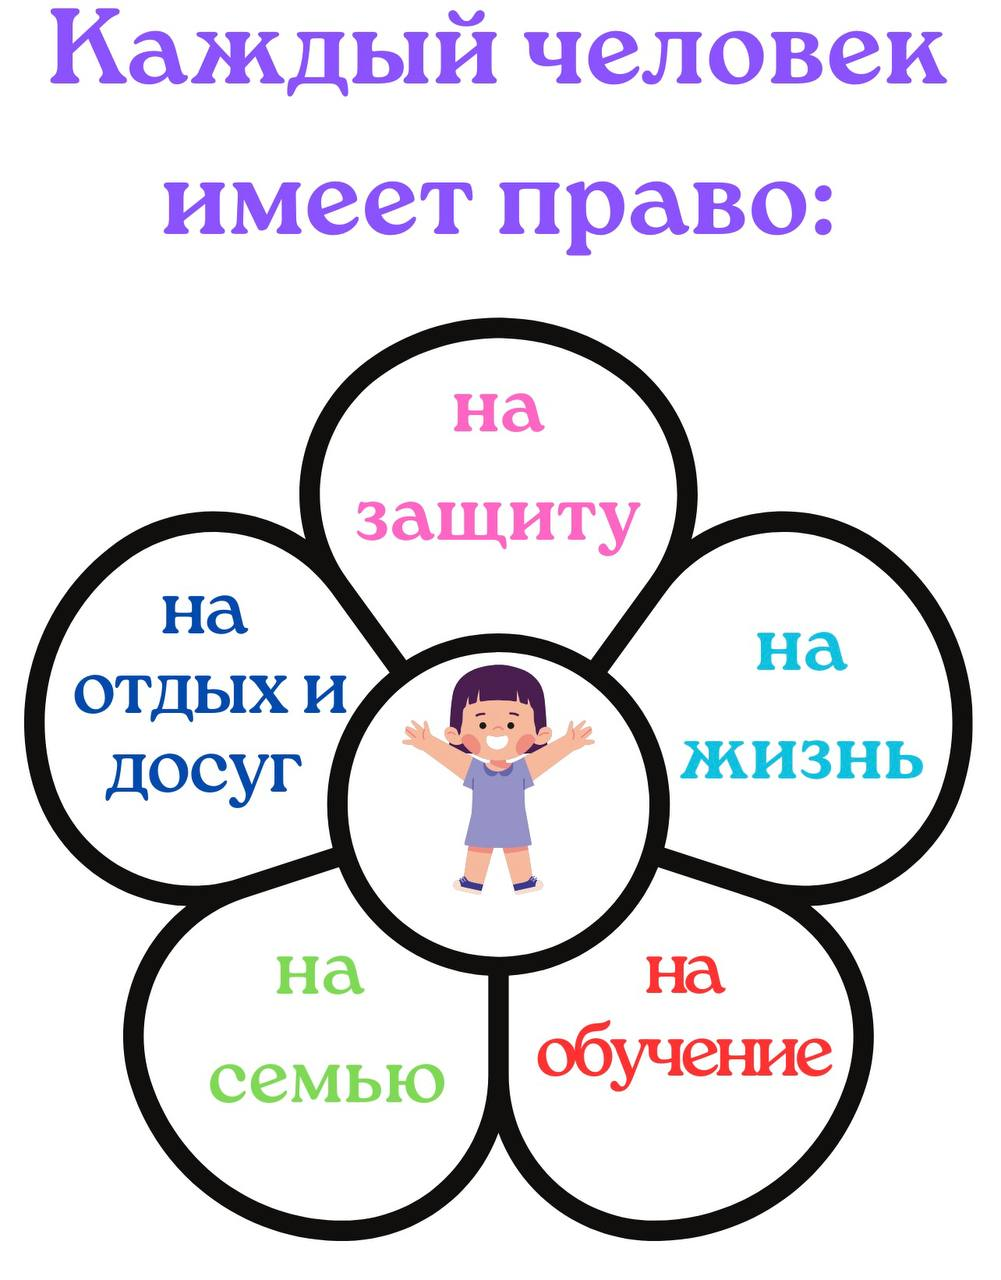 Каждый человек
имеет право:
на
защиту
на
отдых и
досуг
на
жизнь
на
семью
на
обучение